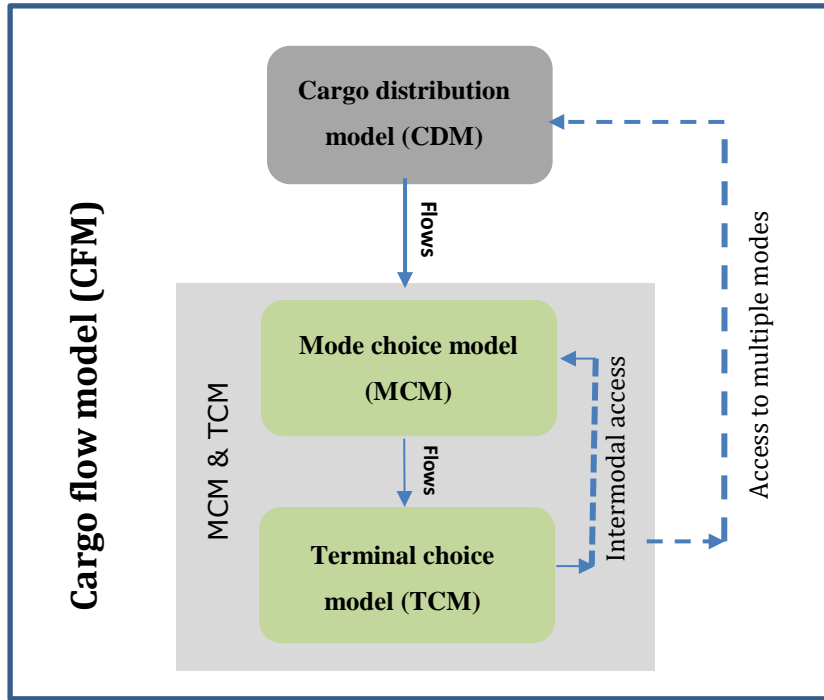 Cargo flow model (CFM)
Cargo distribution
model (CDM)
Flows
MCM & TCM
Mode choice model
(MCM)
Flows
Terminal choice
model (TCM)
Intermodal access
Access to multiple modes